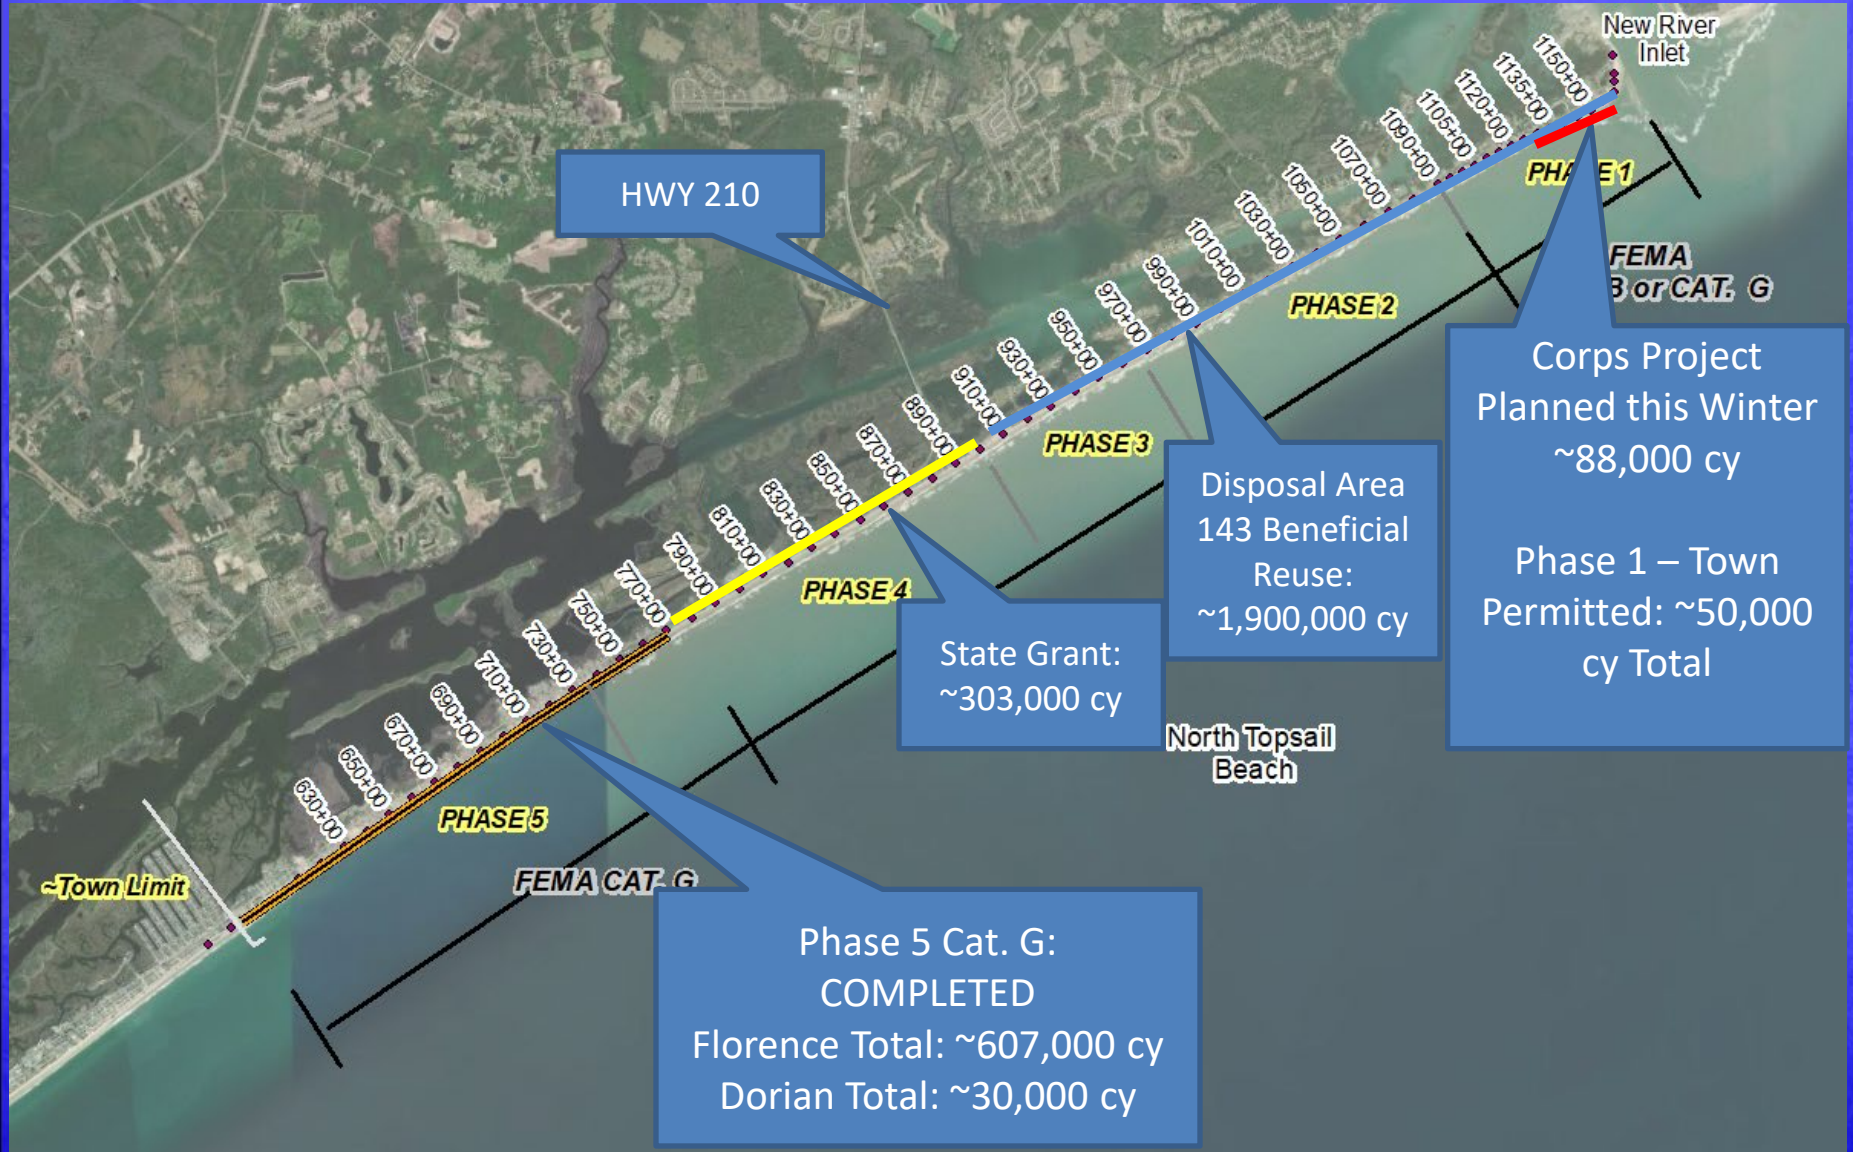 New River
Inlet
1150+00
1135+00
1120+00
1105+00
1090+00
1070+00
1050+00
1030+00
1010+00
990+00
970+00
950+00
930+00
910+00
890+00
870+00
850+00
830+00
810+00
790+00
770+00
750+00
730+00
710+00
690+00
670+00
650+00
630+00
HWY 210
PHASE 1
FEMA
B or CAT. G
PHASE 2
PHASE 3
PHASE 4
PHASE 5
~Town Limit
FEMA CAT. G
North Topsail
Beach
Corps Project
Planned this Winter
~88,000 cy
Phase 1 – Town
Permitted: ~50,000
cy Total
Disposal Area
143 Beneficial
Reuse:
~1,900,000 cy
State Grant:
~303,000 cy
Phase 5 Cat. G:
COMPLETED
Florence Total: ~607,000 cy
Dorian Total: ~30,000 cy